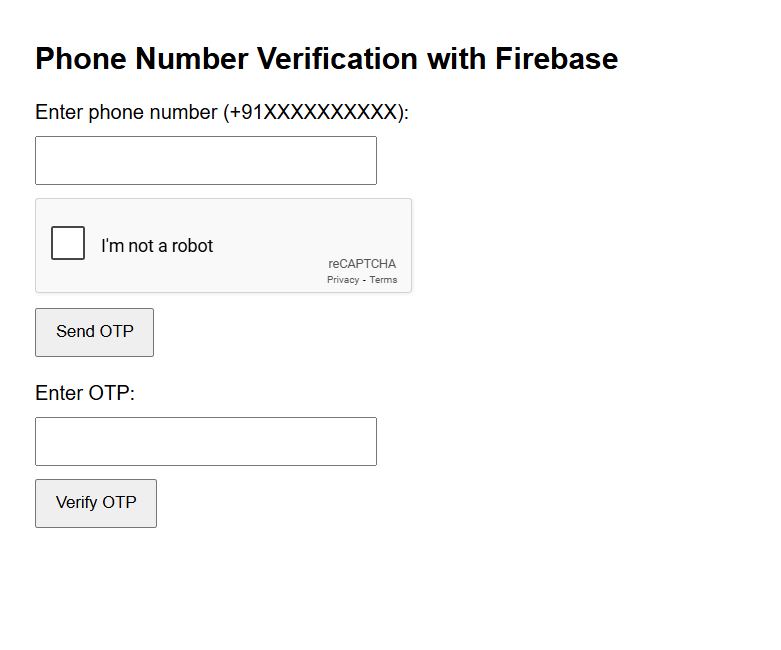 Phone Number Verification with Firebase
Enter phone number (+91XXXXXXXXXX):
I'm not a robot
reCAPTCHA
Privacy - Terms
Send OTP
Enter OTP:
Verify OTP